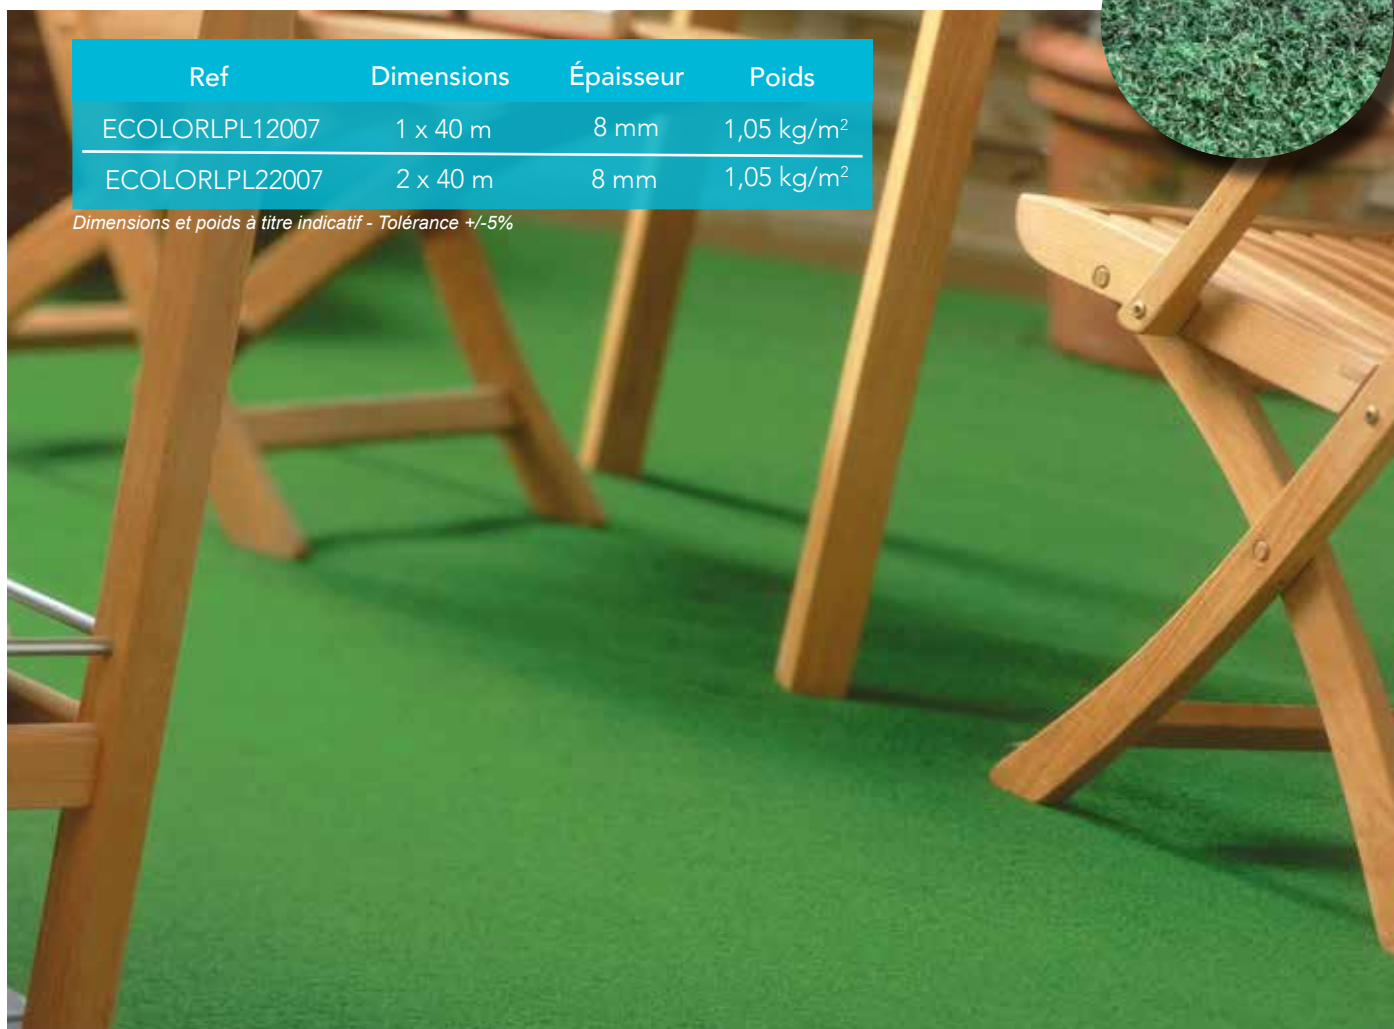 Ref Dimensions Épaisseur Poids
ECOLORLPL12007 1 x 40 m 8 mm 1,05 kg/m²
ECOLORLPL22007 2 x 40 m 8 mm 1,05 kg/m²
Dimensions et poids à titre indicatif - Tolérance +/-5%